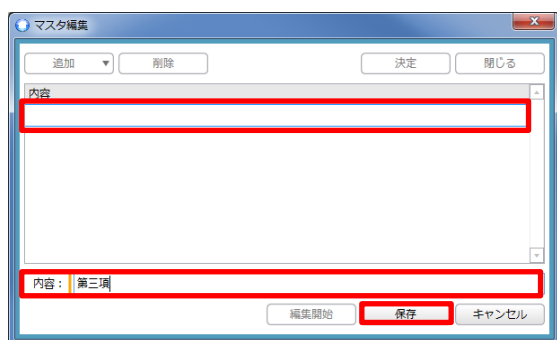 マスタ編集
追加 ▼ 削除 決定 閉じる
内容
内容： 第三項
編集開始 保存 キャンセル